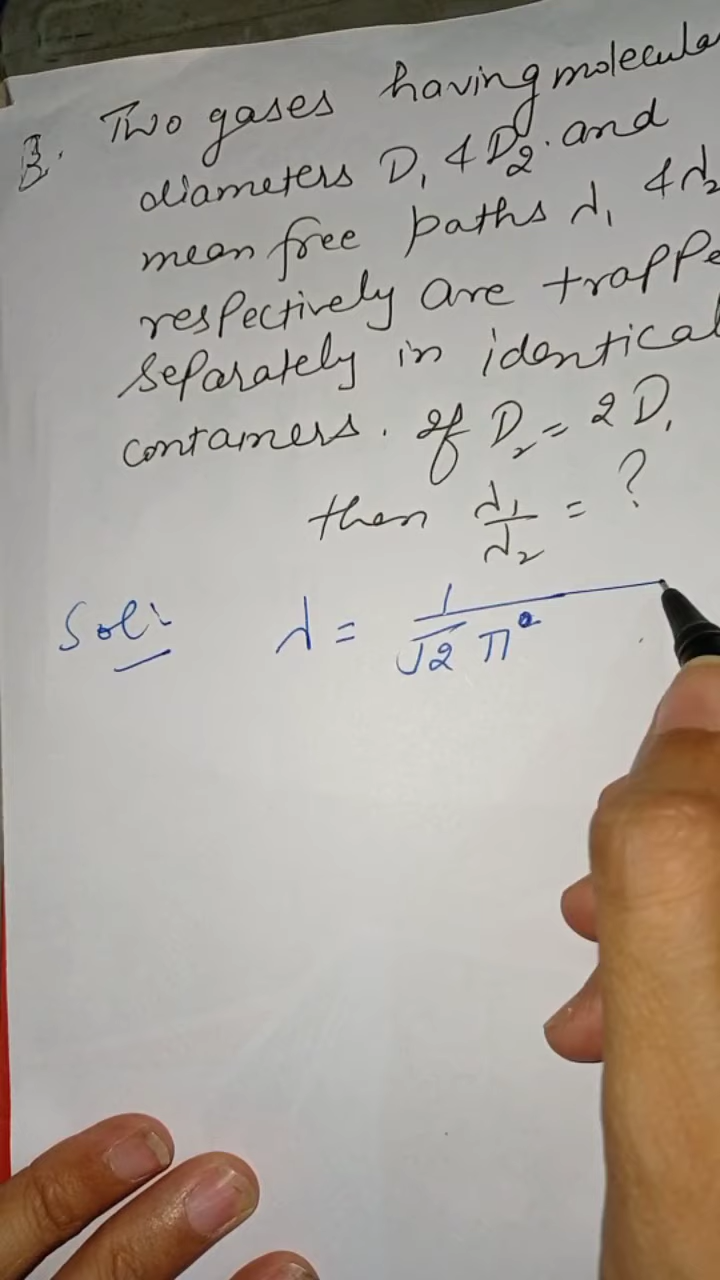 Q. Two gases having molecula
diameters D₁ & D₂. and
mean free paths λ₁ & λ₂
respectively are trappe
separately in identical
containers. If D₂ = 2D₁
then λ₁/λ₂ = ?
Sol: λ = 1/√2 π